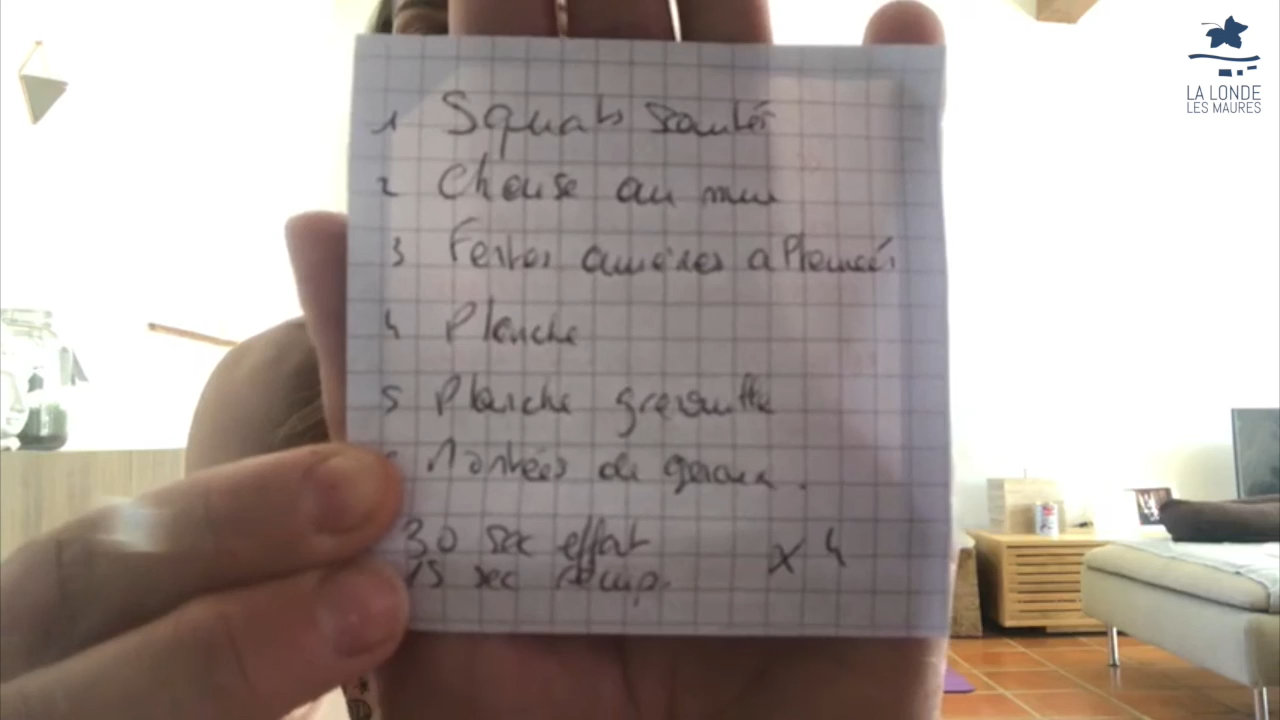 LA LONDE
LES MAURES
1 Squats sautés
2 Chaise au mur
3 Fentes arrières alternées
4 Planche
5 Planche grenouille
Montées de genoux.
30 sec effort
15 sec récup. x 4